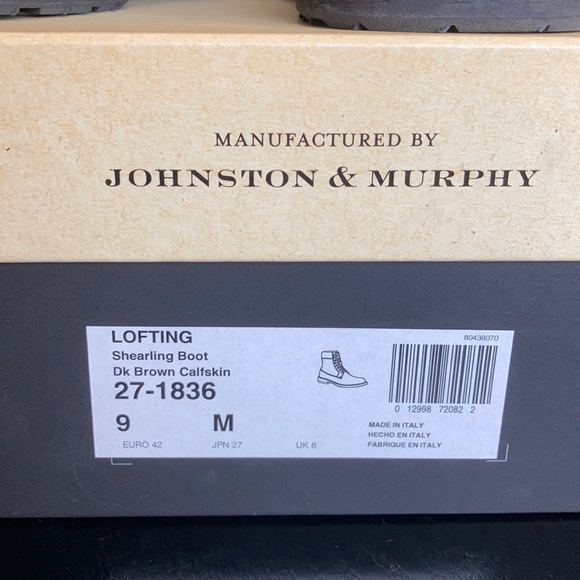 MANUFACTURED BY
JOHNSTON & MURPHY
LOFTING
Shearling Boot
Dk Brown Calfskin
27-1836
9 M
EURO 42 JPN 27 UK 8
80438070
0 12998 72082 2
MADE IN ITALY
HECHO EN ITALY
FABRIQUE EN ITALY